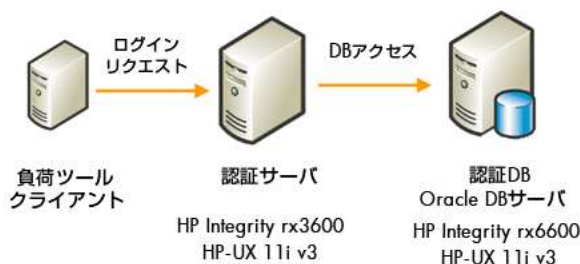 ログイン
リクエスト
DBアクセス
負荷ツール
クライアント
認証サーバ
HP Integrity rx3600
HP-UX 11i v3
認証DB
Oracle DBサーバ
HP Integrity rx6600
HP-UX 11i v3